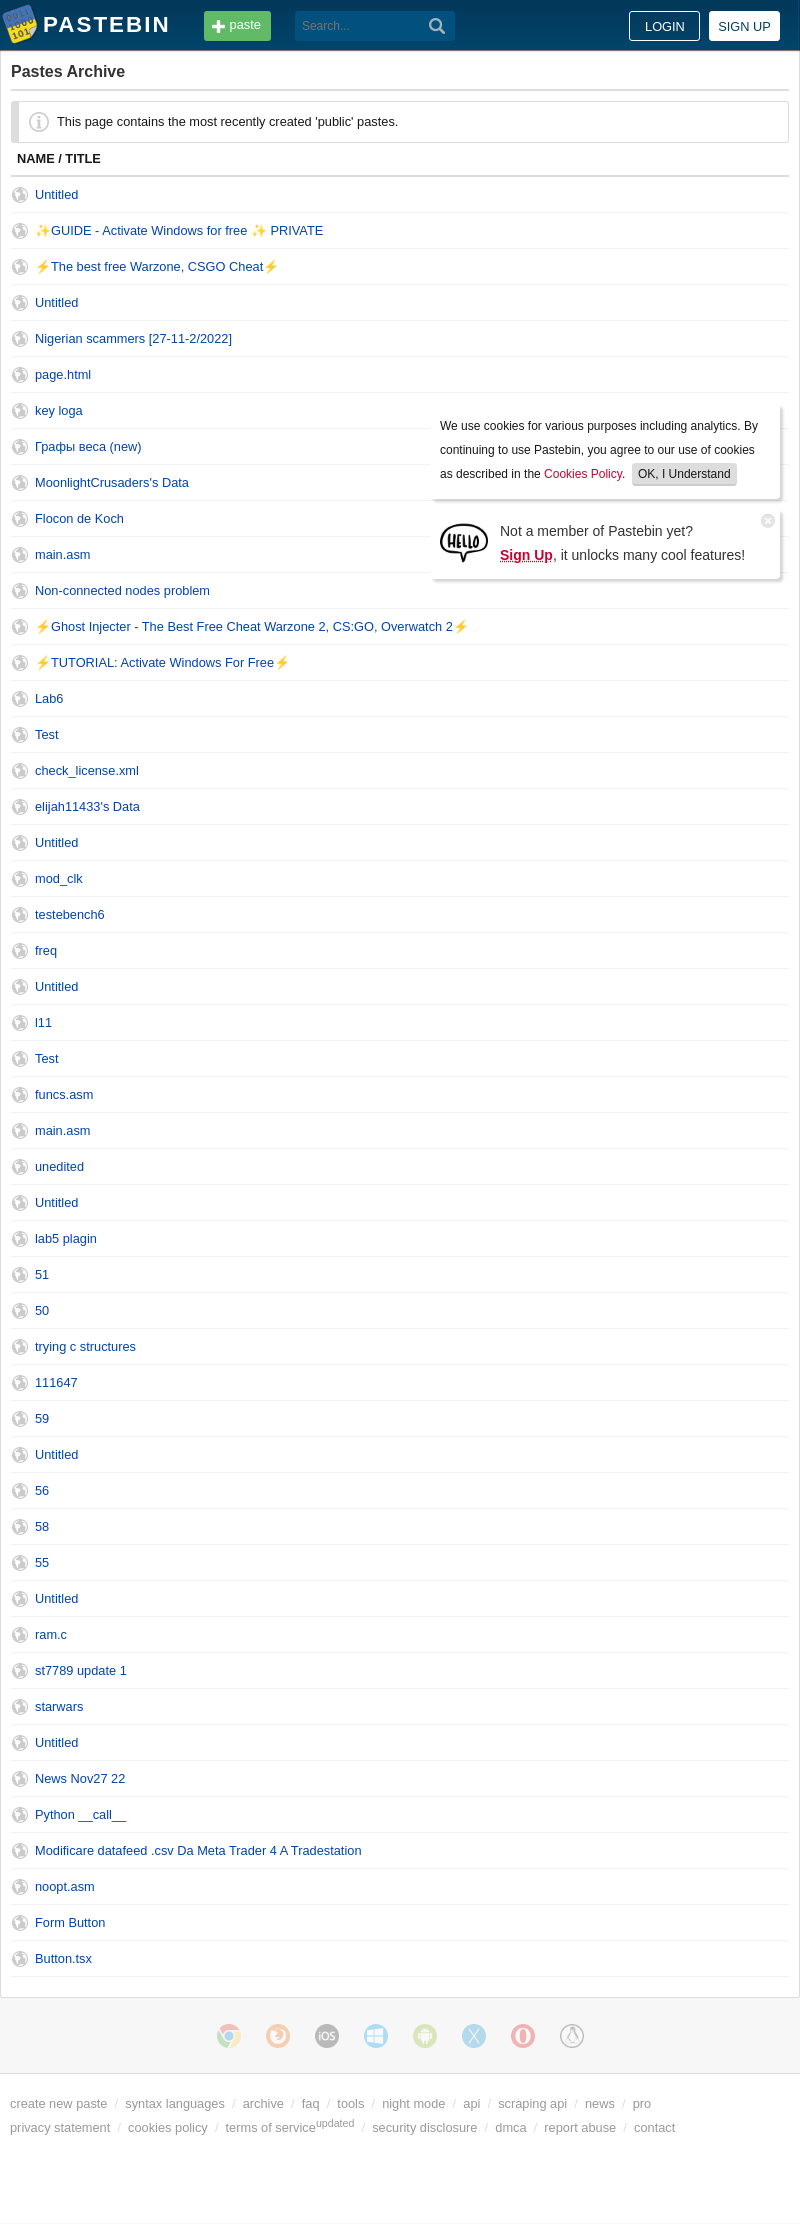 PASTEBIN
paste
Search...
LOGIN
SIGN UP
Pastes Archive
This page contains the most recently created 'public' pastes.
NAME / TITLE
Untitled
✨GUIDE - Activate Windows for free ✨ PRIVATE
⚡The best free Warzone, CSGO Cheat⚡
Untitled
Nigerian scammers [27-11-2/2022]
page.html
key loga
Графы веса (new)
MoonlightCrusaders's Data
Flocon de Koch
main.asm
We use cookies for various purposes including analytics. By
continuing to use Pastebin, you agree to our use of cookies
as described in the Cookies Policy. OK, I Understand
HELLO
Not a member of Pastebin yet?
Sign Up, it unlocks many cool features!
Non-connected nodes problem
⚡Ghost Injecter - The Best Free Cheat Warzone 2, CS:GO, Overwatch 2⚡
⚡TUTORIAL: Activate Windows For Free⚡
Lab6
Test
check_license.xml
elijah11433's Data
Untitled
mod_clk
testebench6
freq
Untitled
l11
Test
funcs.asm
main.asm
unedited
Untitled
lab5 plagin
51
50
trying c structures
111647
59
Untitled
56
58
55
Untitled
ram.c
st7789 update 1
starwars
Untitled
News Nov27 22
Python __call__
Modificare datafeed .csv Da Meta Trader 4 A Tradestation
noopt.asm
Form Button
Button.tsx
iOS
create new paste / syntax languages / archive / faq / tools / night mode / api / scraping api / news / pro
privacy statement / cookies policy / terms of serviceupdated / security disclosure / dmca / report abuse / contact